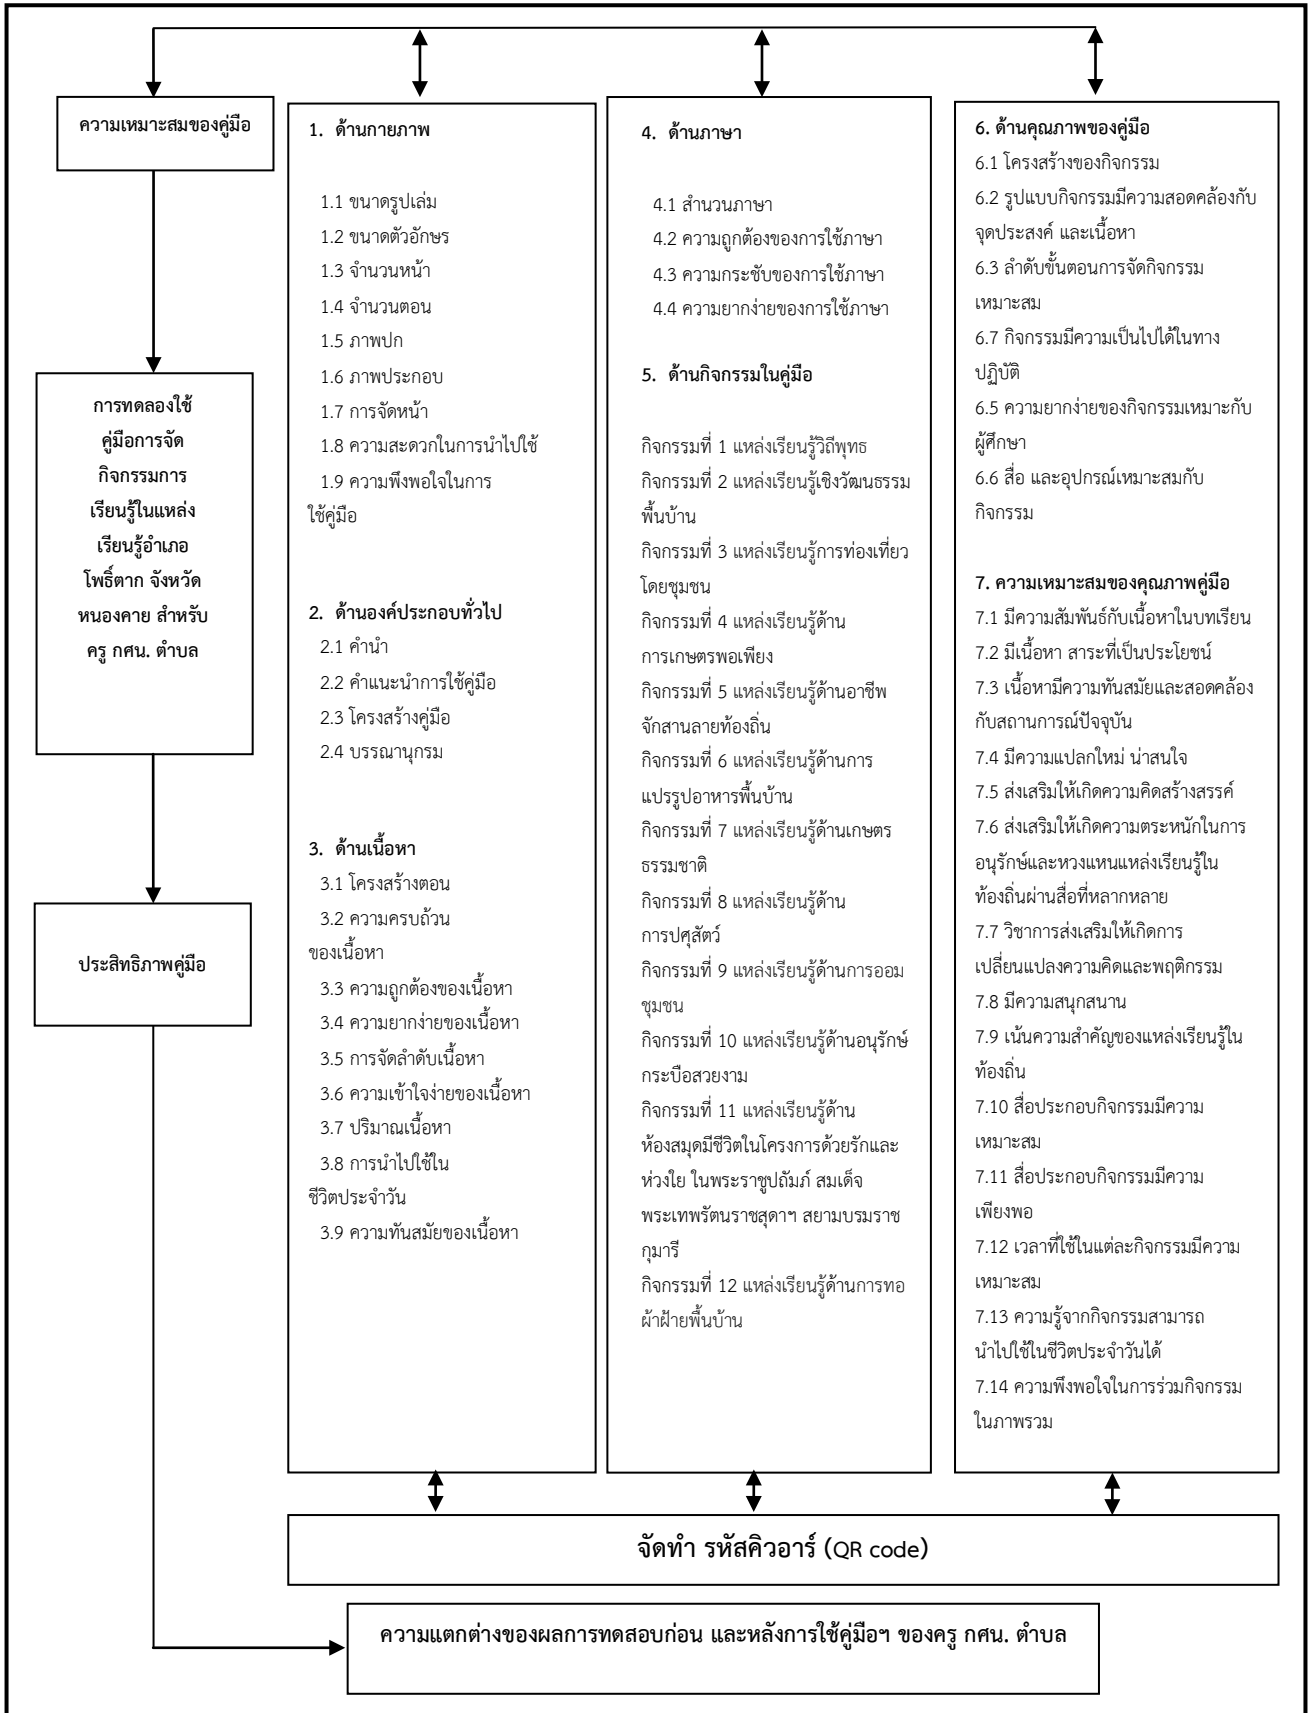 ความเหมาะสมของคู่มือ
การทดลองใช้
คู่มือการจัด
กิจกรรมการ
เรียนรู้ในแหล่ง
เรียนรู้อำเภอ
โพธิ์ตาก จังหวัด
หนองคาย สำหรับ
ครู กศน. ตำบล
ประสิทธิภาพคู่มือ
1. ด้านกายภาพ
1.1 ขนาดรูปเล่ม
1.2 ขนาดตัวอักษร
1.3 จำนวนหน้า
1.4 จำนวนตอน
1.5 ภาพปก
1.6 ภาพประกอบ
1.7 การจัดหน้า
1.8 ความสะดวกในการนำไปใช้
1.9 ความพึงพอใจในการ
ใช้คู่มือ
2. ด้านองค์ประกอบทั่วไป
2.1 คำนำ
2.2 คำแนะนำการใช้คู่มือ
2.3 โครงสร้างคู่มือ
2.4 บรรณานุกรม
3. ด้านเนื้อหา
3.1 โครงสร้างตอน
3.2 ความครบถ้วน
ของเนื้อหา
3.3 ความถูกต้องของเนื้อหา
3.4 ความยากง่ายของเนื้อหา
3.5 การจัดลำดับเนื้อหา
3.6 ความเข้าใจง่ายของเนื้อหา
3.7 ปริมาณเนื้อหา
3.8 การนำไปใช้ใน
ชีวิตประจำวัน
3.9 ความทันสมัยของเนื้อหา
4. ด้านภาษา
4.1 สำนวนภาษา
4.2 ความถูกต้องของการใช้ภาษา
4.3 ความกระชับของการใช้ภาษา
4.4 ความยากง่ายของการใช้ภาษา
5. ด้านกิจกรรมในคู่มือ
กิจกรรมที่ 1 แหล่งเรียนรู้วิถีพุทธ
กิจกรรมที่ 2 แหล่งเรียนรู้เชิงวัฒนธรรม
พื้นบ้าน
กิจกรรมที่ 3 แหล่งเรียนรู้การท่องเที่ยว
โดยชุมชน
กิจกรรมที่ 4 แหล่งเรียนรู้ด้าน
การเกษตรพอเพียง
กิจกรรมที่ 5 แหล่งเรียนรู้ด้านอาชีพ
จักสานลายท้องถิ่น
กิจกรรมที่ 6 แหล่งเรียนรู้ด้านการ
แปรรูปอาหารพื้นบ้าน
กิจกรรมที่ 7 แหล่งเรียนรู้ด้านเกษตร
ธรรมชาติ
กิจกรรมที่ 8 แหล่งเรียนรู้ด้าน
การปศุสัตว์
กิจกรรมที่ 9 แหล่งเรียนรู้ด้านการออม
ชุมชน
กิจกรรมที่ 10 แหล่งเรียนรู้ด้านอนุรักษ์
กระบือสวยงาม
กิจกรรมที่ 11 แหล่งเรียนรู้ด้าน
ห้องสมุดมีชีวิตในโครงการด้วยรักและ
ห่วงใย ในพระราชูปถัมภ์ สมเด็จ
พระเทพรัตนราชสุดาฯ สยามบรมราช
กุมารี
กิจกรรมที่ 12 แหล่งเรียนรู้ด้านการทอ
ผ้าฝ้ายพื้นบ้าน
6. ด้านคุณภาพของคู่มือ
6.1 โครงสร้างของกิจกรรม
6.2 รูปแบบกิจกรรมมีความสอดคล้องกับ
จุดประสงค์ และเนื้อหา
6.3 ลำดับขั้นตอนการจัดกิจกรรม
เหมาะสม
6.7 กิจกรรมมีความเป็นไปได้ในทาง
ปฏิบัติ
6.5 ความยากง่ายของกิจกรรมเหมาะกับ
ผู้ศึกษา
6.6 สื่อ และอุปกรณ์เหมาะสมกับ
กิจกรรม
7. ความเหมาะสมของคุณภาพคู่มือ
7.1 มีความสัมพันธ์กับเนื้อหาในบทเรียน
7.2 มีเนื้อหา สาระที่เป็นประโยชน์
7.3 เนื้อหามีความทันสมัยและสอดคล้อง
กับสถานการณ์ปัจจุบัน
7.4 มีความแปลกใหม่ น่าสนใจ
7.5 ส่งเสริมให้เกิดความคิดสร้างสรรค์
7.6 ส่งเสริมให้เกิดความตระหนักในการ
อนุรักษ์และหวงแหนแหล่งเรียนรู้ใน
ท้องถิ่นผ่านสื่อที่หลากหลาย
7.7 วิชาการส่งเสริมให้เกิดการ
เปลี่ยนแปลงความคิดและพฤติกรรม
7.8 มีความสนุกสนาน
7.9 เน้นความสำคัญของแหล่งเรียนรู้ใน
ท้องถิ่น
7.10 สื่อประกอบกิจกรรมมีความ
เหมาะสม
7.11 สื่อประกอบกิจกรรมมีความ
เพียงพอ
7.12 เวลาที่ใช้ในแต่ละกิจกรรมมีความ
เหมาะสม
7.13 ความรู้จากกิจกรรมสามารถ
นำไปใช้ในชีวิตประจำวันได้
7.14 ความพึงพอใจในการร่วมกิจกรรม
ในภาพรวม
จัดทำ รหัสคิวอาร์ (QR code)
ความแตกต่างของผลการทดสอบก่อน และหลังการใช้คู่มือฯ ของครู กศน. ตำบล